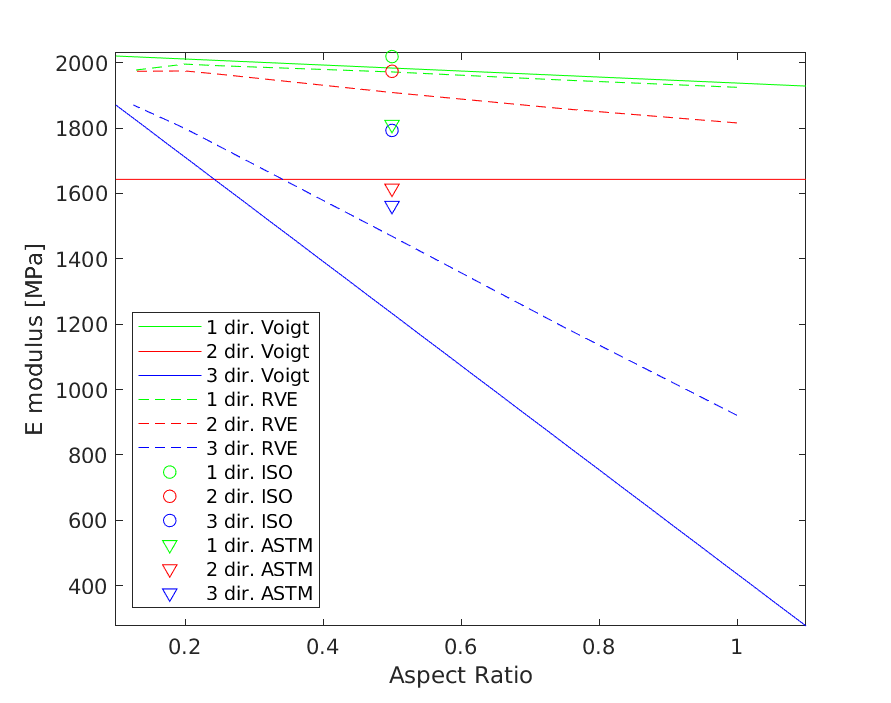 2000
1800
1600
1400
1200
1000
800
600
400
E modulus [MPa]
1 dir. Voigt
2 dir. Voigt
3 dir. Voigt
1 dir. RVE
2 dir. RVE
3 dir. RVE
1 dir. ISO
2 dir. ISO
3 dir. ISO
1 dir. ASTM
2 dir. ASTM
3 dir. ASTM
0.2 0.4 0.6 0.8 1
Aspect Ratio